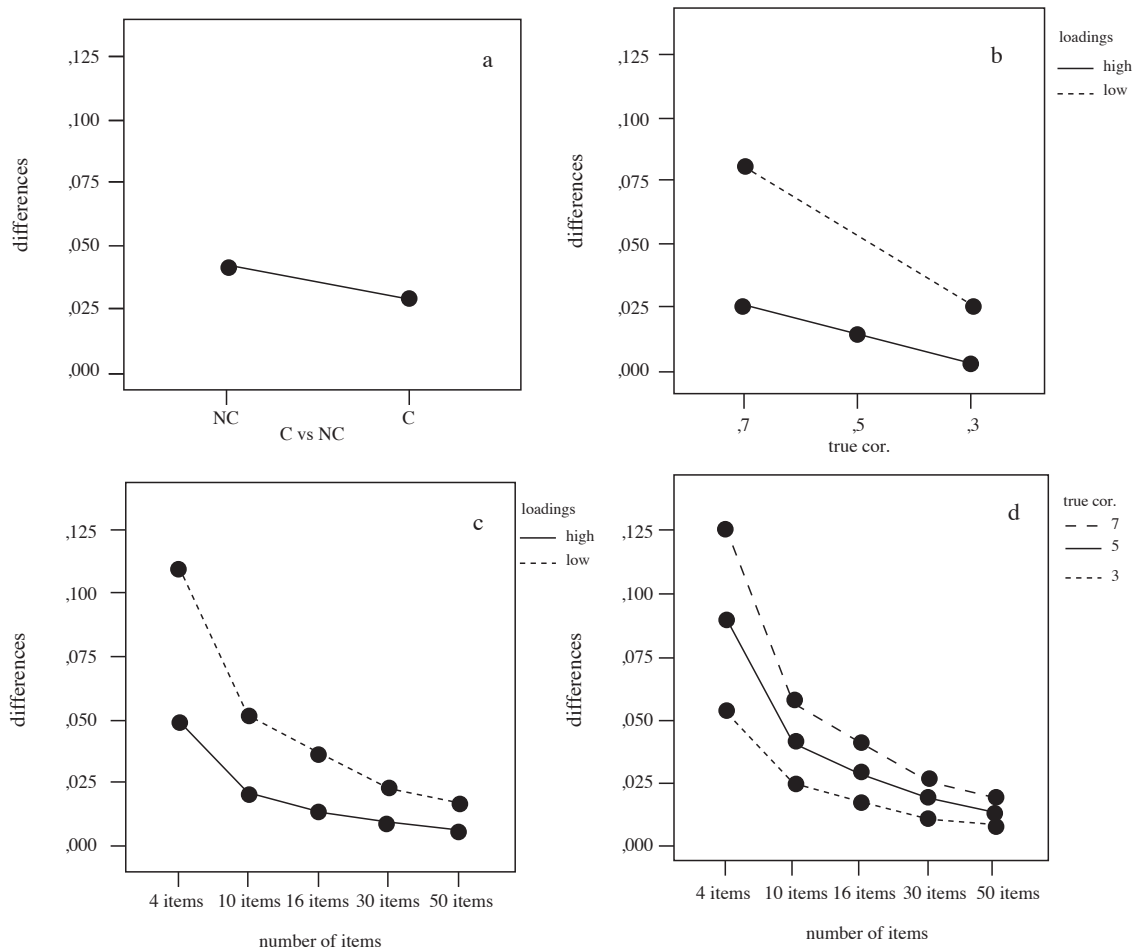 a
,125
,100
,075
,050
,025
,000
differences
NC
C
C vs NC
b
,125
,100
,075
,050
,025
,000
differences
,7
,5
,3
true cor.
loadings
high
low
c
,125
,100
,075
,050
,025
,000
differences
4 items 10 items 16 items 30 items 50 items
number of items
loadings
high
low
d
,125
,100
,075
,050
,025
,000
differences
4 items 10 items 16 items 30 items 50 items
number of items
true cor.
7
5
3